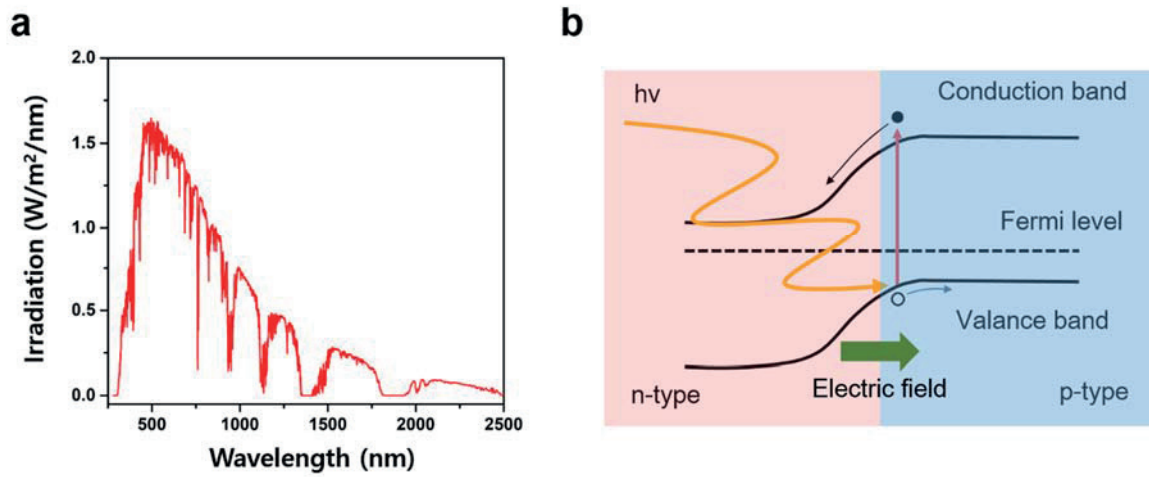 a
2.0
1.5
1.0
0.5
0.0
Irradiation (W/m²/nm)
500
1000
1500
2000
2500
Wavelength (nm)
b
hv
Conduction band
Fermi level
Valance band
Electric field
n-type
p-type